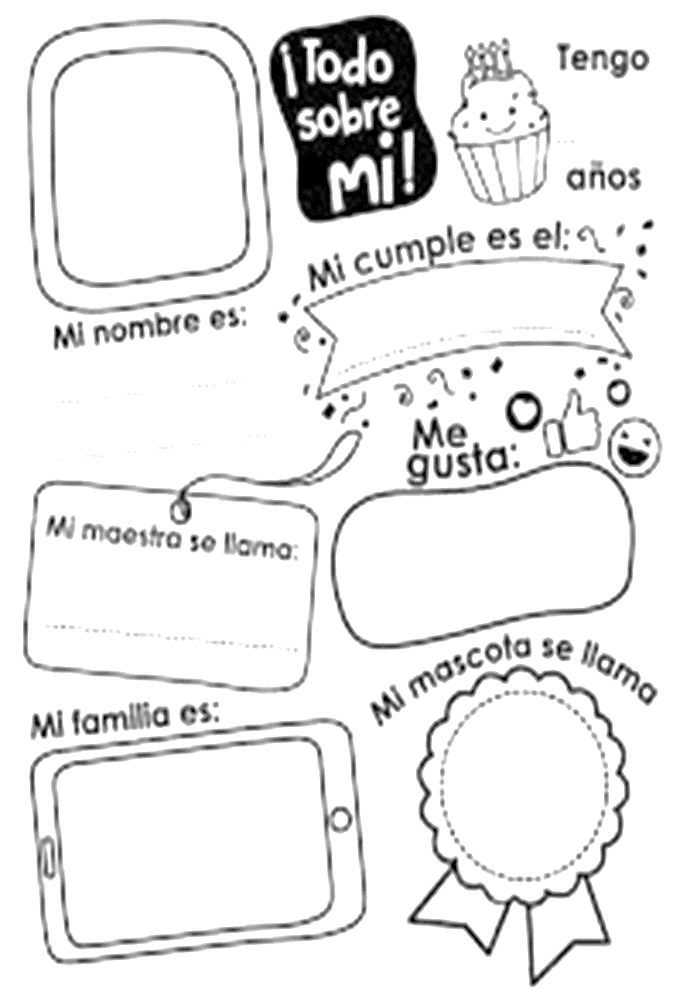 ¡Todo
sobre
mi!
Tengo
años
Mi cumple es el:
Mi nombre es:
Me
gusta:
Mi maestra se llama:
Mi mascota se llama
Mi familia es: